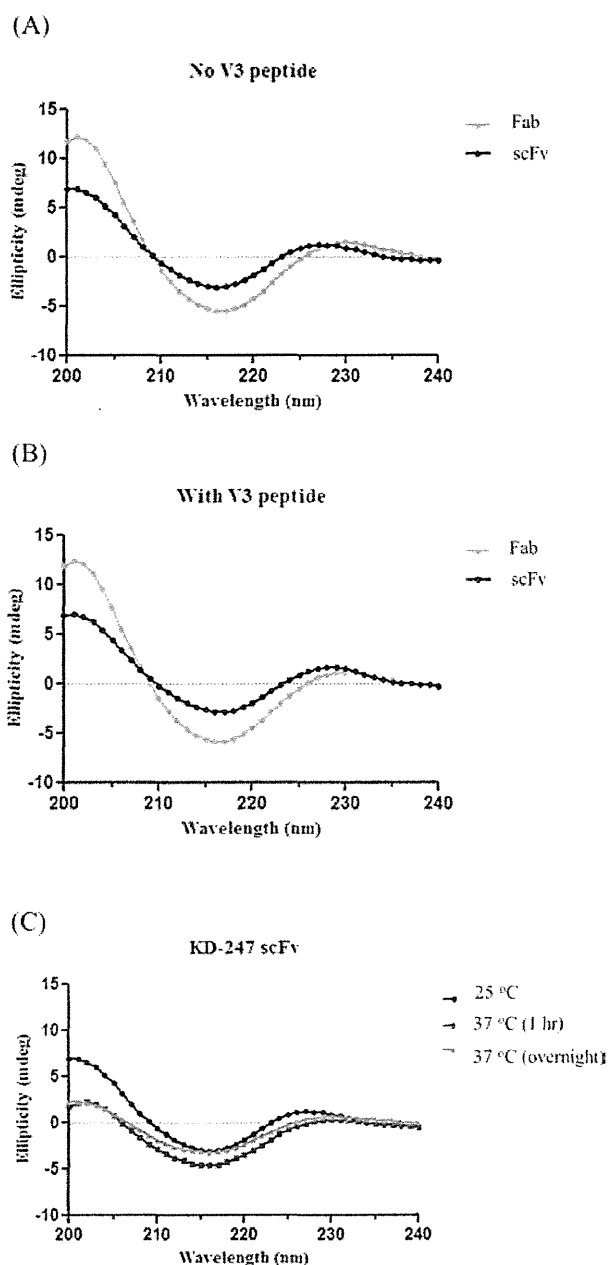 (A)
No V3 peptide
15
10
5
0
-5
-10
200 210 220 230 240
Ellipticity (mdeg)
Wavelength (nm)
Fab
scFv
(B)
With V3 peptide
15
10
5
0
-5
-10
200 210 220 230 240
Ellipticity (mdeg)
Wavelength (nm)
Fab
scFv
(C)
KD-247 scFv
15
10
5
0
-5
-10
200 210 220 230 240
Ellipticity (mdeg)
Wavelength (nm)
25 °C
37 °C (1 hr)
37 °C (overnight)